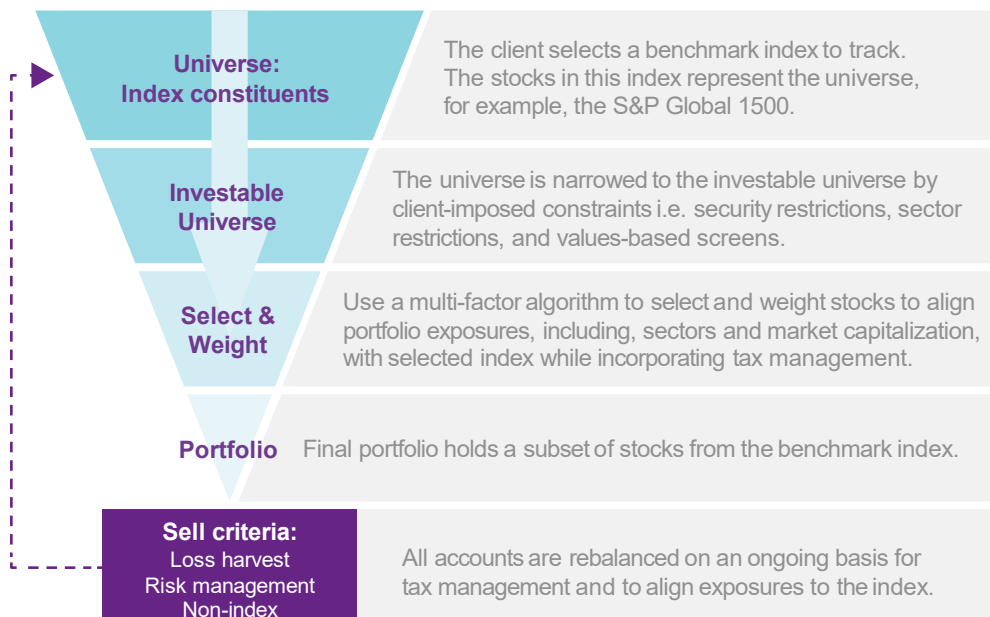 Universe:
Index constituents
The client selects a benchmark index to track.
The stocks in this index represent the universe,
for example, the S&P Global 1500.
Investable
Universe
The universe is narrowed to the investable universe by
client-imposed constraints i.e. security restrictions, sector
restrictions, and values-based screens.
Select &
Weight
Use a multi-factor algorithm to select and weight stocks to align
portfolio exposures, including, sectors and market capitalization,
with selected index while incorporating tax management.
Portfolio
Final portfolio holds a subset of stocks from the benchmark index.
Sell criteria:
Loss harvest
Risk management
Non-index
All accounts are rebalanced on an ongoing basis for
tax management and to align exposures to the index.